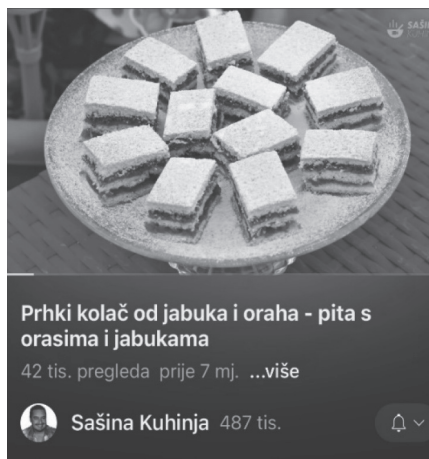 SAŠI
Prhki kolač od jabuka i oraha - pita s
orasima i jabukama
42 tis. pregleda prije 7 mj. ...više
Sašina Kuhinja 487 tis.